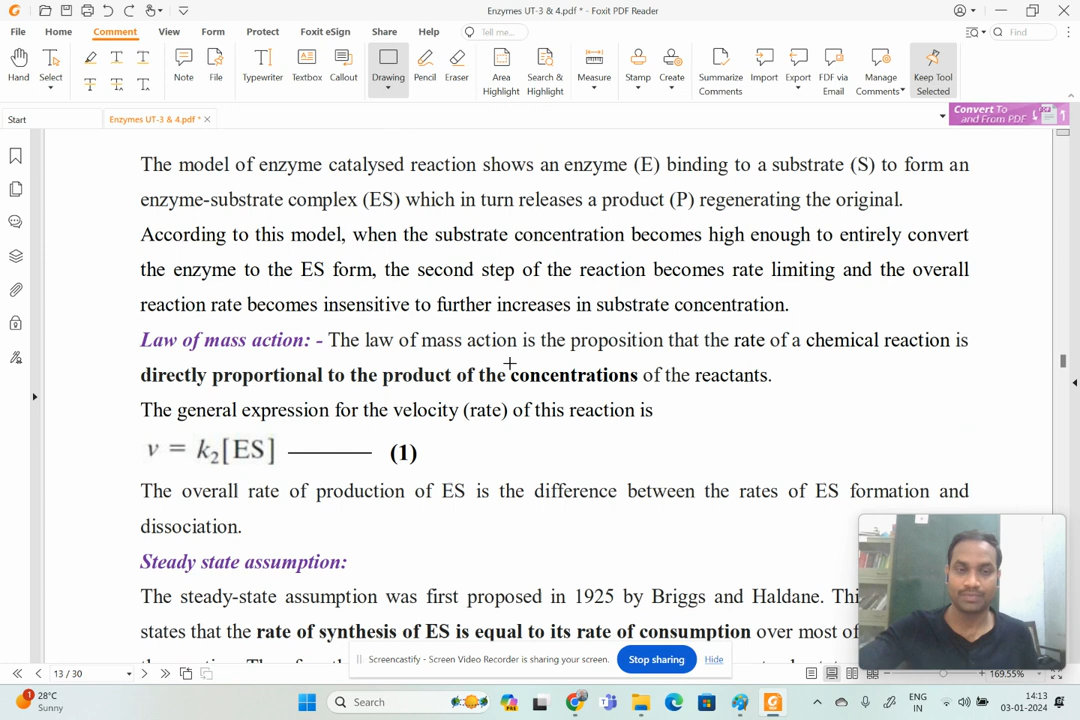 Enzymes UT-3 & 4.pdf * - Foxit PDF Reader
File Home Comment View Form Protect Foxit eSign Share Help Tell me... Find
Hand Select Note File Typewriter Textbox Callout Drawing Pencil Eraser Area Highlight Search & Highlight Measure Stamp Create Summarize Comments Import Export FDF via Email Manage Comments Keep Tool Selected
Start Enzymes UT-3 & 4.pdf * Convert To and From PDF
The model of enzyme catalysed reaction shows an enzyme (E) binding to a substrate (S) to form an
enzyme-substrate complex (ES) which in turn releases a product (P) regenerating the original.
According to this model, when the substrate concentration becomes high enough to entirely convert
the enzyme to the ES form, the second step of the reaction becomes rate limiting and the overall
reaction rate becomes insensitive to further increases in substrate concentration.
Law of mass action: - The law of mass action is the proposition that the rate of a chemical reaction is
directly proportional to the product of the concentrations of the reactants.
The general expression for the velocity (rate) of this reaction is
v = k₂[ES] ——— (1)
The overall rate of production of ES is the difference between the rates of ES formation and
dissociation.
Steady state assumption:
The steady-state assumption was first proposed in 1925 by Briggs and Haldane.
states that the rate of synthesis of ES is equal to its rate of consumption over most of
Screencastify - Screen Video Recorder is sharing your screen. Stop sharing Hide
13 / 30 169.55%
28°C
Sunny
Search
ENG
IN
14:13
03-01-2024